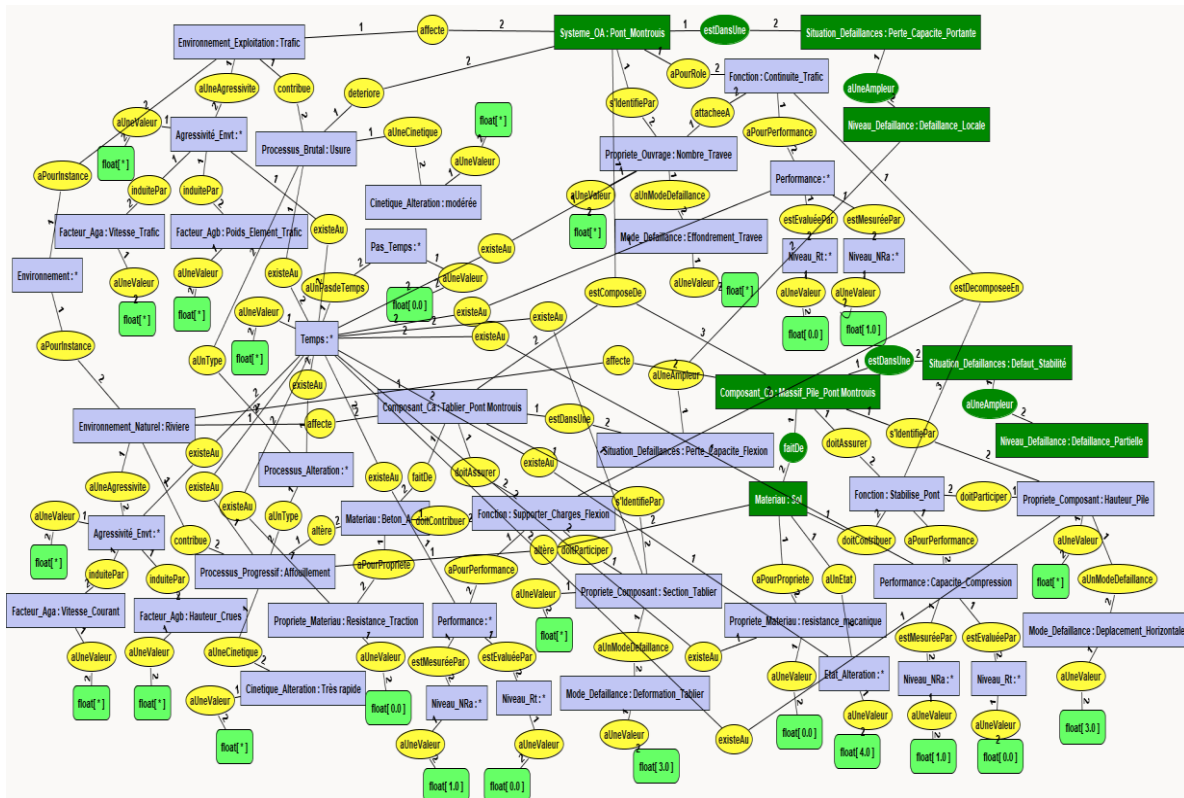 affecte
Environnement_Exploitation : Trafic
Systeme_OA : Pont_Montrouis
estDansUne
Situation_Defaillances : Perte_Capacite_Portante
aUneAgressivite
contribue
deteriore
aPourRole
Fonction : Continuite_Trafic
aUneAmpleur
s'IdentifiePar
attacheeA
aUneValeur
Agressivité_Envt : *
Processus_Brutal : Usure
aUneCinetique
float[ * ]
Niveau_Defaillance : Defaillance_Locale
aPourPerformance
float[ * ]
aUneValeur
Propriete_Ouvrage : Nombre_Travee
aPourInstance
induitePar
induitePar
Cinetique_Alteration : modérée
aUneValeur
aUnModeDefaillance
Performance : *
Facteur_Aga : Vitesse_Trafic
Facteur_Agb : Poids_Element_Trafic
existeAu
float[ * ]
estEvaluéePar
estMesuréePar
Pas_Temps : *
existeAu
Mode_Defaillance : Effondrement_Travee
Niveau_Rt : *
Niveau_NRa : *
Environnement : *
aUneValeur
aUneValeur
existeAu
aUnPasdeTemps
aUneValeur
aUneValeur
estComposeDe
estDecomposeeEn
aUneValeur
aUneValeur
float[ * ]
float[ * ]
aUneValeur
float[ 0.0 ]
existeAu
existeAu
existeAu
float[ * ]
float[ 0.0 ]
float[ 1.0 ]
aPourInstance
aUnType
float[ * ]
Temps : *
affecte
aUneAmpleur
estDansUne
Situation_Defaillances : Defaut_Stabilité
existeAu
Composant_Ca : Tablier_Pont Montrouis
Composant_Ca : Massif_Pile_Pont Montrouis
aUneAmpleur
Environnement_Naturel : Riviere
affecte
estDansUne
doitAssurer
s'IdentifiePar
Niveau_Defaillance : Defaillance_Partielle
existeAu
Situation_Defaillances : Perte_Capacite_Flexion
faitDe
existeAu
Processus_Alteration : *
existeAu
faitDe
doitAssurer
existeAu
aUneAgressivite
existeAu
Materiau : Sol
Fonction : Stabilise_Pont
doitParticiper
Propriete_Composant : Hauteur_Pile
s'IdentifiePar
aUneValeur
Agressivité_Envt : *
existeAu
aUnType
altère
doitContribuer
Fonction : Supporter_Charges_Flexion
aUneValeur
contribue
altère
doitParticiper
doitContribuer
aPourPerformance
float[ * ]
induitePar
induitePar
Processus_Progressif : Affouillement
aPourPropriete
aPourPerformance
aPourPropriete
aUnEtat
Performance : Capacite_Compression
float[ * ]
aUnModeDefaillance
Facteur_Aga : Vitesse_Courant
Facteur_Agb : Hauteur_Crues
Propriete_Materiau : Resistance_Traction
Performance : *
aUneValeur
Propriete_Composant : Section_Tablier
Propriete_Materiau : resistance_mecanique
float[ * ]
estMesuréePar
estEvaluéePar
Mode_Defaillance : Deplacement_Horizontale
aUneValeur
aUneValeur
aUneCinetique
aUneValeur
estMesuréePar
estEvaluéePar
aUnModeDefaillance
existeAu
aUneValeur
Etat_Alteration : *
Niveau_NRa : *
Niveau_Rt : *
aUneValeur
float[ * ]
float[ * ]
aUneValeur
Cinetique_Alteration : Très rapide
float[ 0.0 ]
Niveau_NRa : *
Niveau_Rt : *
Mode_Defaillance : Deformation_Tablier
float[ 0.0 ]
aUneValeur
aUneValeur
aUneValeur
float[ 3.0 ]
float[ * ]
aUneValeur
aUneValeur
aUneValeur
existeAu
float[ 4.0 ]
float[ 1.0 ]
float[ 0.0 ]
float[ 1.0 ]
float[ 0.0 ]
float[ 3.0 ]